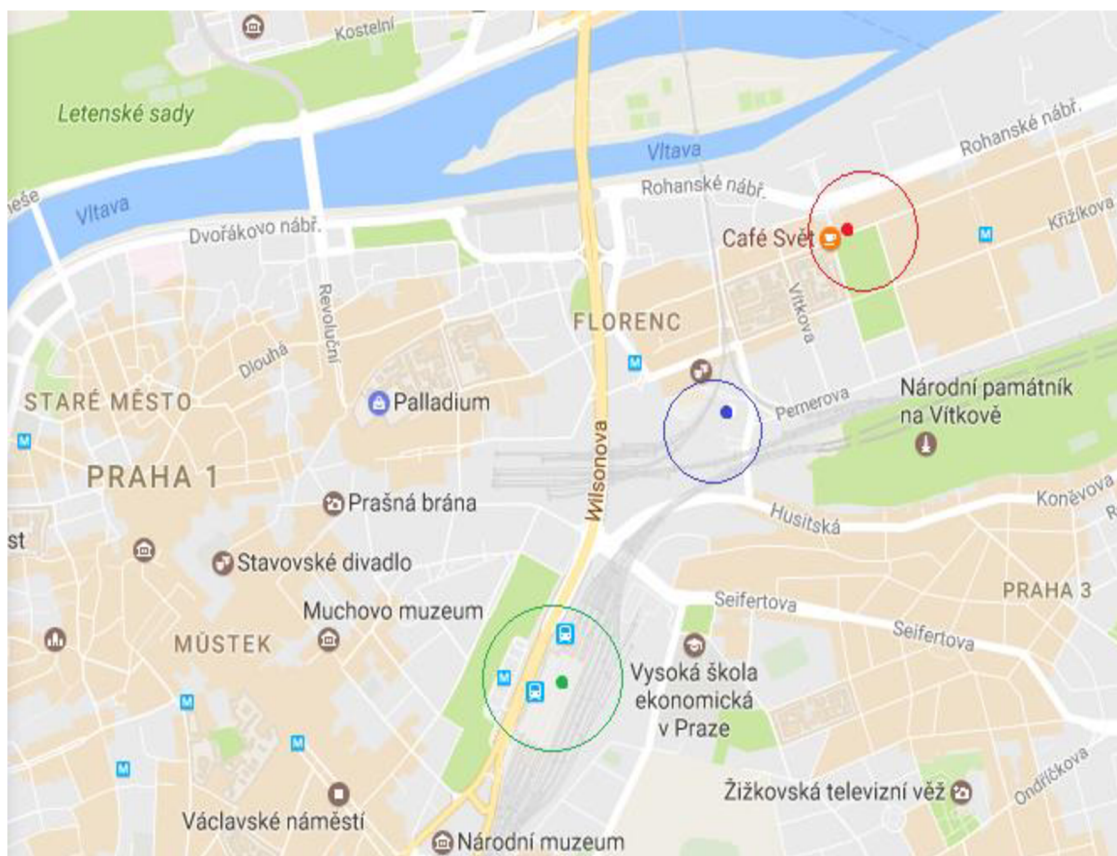 Kostelní
Letenské sady
Rohanské nábř.
Vltava
Rohanské nábř.
neše
Vltava
Dvořákovo nábř.
Café Svět
M
Křižíkova
Revoluční
Vítkova
FLORENC
Dlouhá
M
Národní památník
na Vítkově
Pernerova
STARÉ MĚSTO
Palladium
M
PRAHA 1
Wilsonova
Prašná brána
Koněvova
Husitská
st
Stavovské divadlo
PRAHA 3
Seifertova
Muchovo muzeum
Seifertova
MŮSTEK
M
Vysoká škola
ekonomická
v Praze
M
M
M
Ondříčkova
Žižkovská televizní věž
Václavské náměstí
Národní muzeum